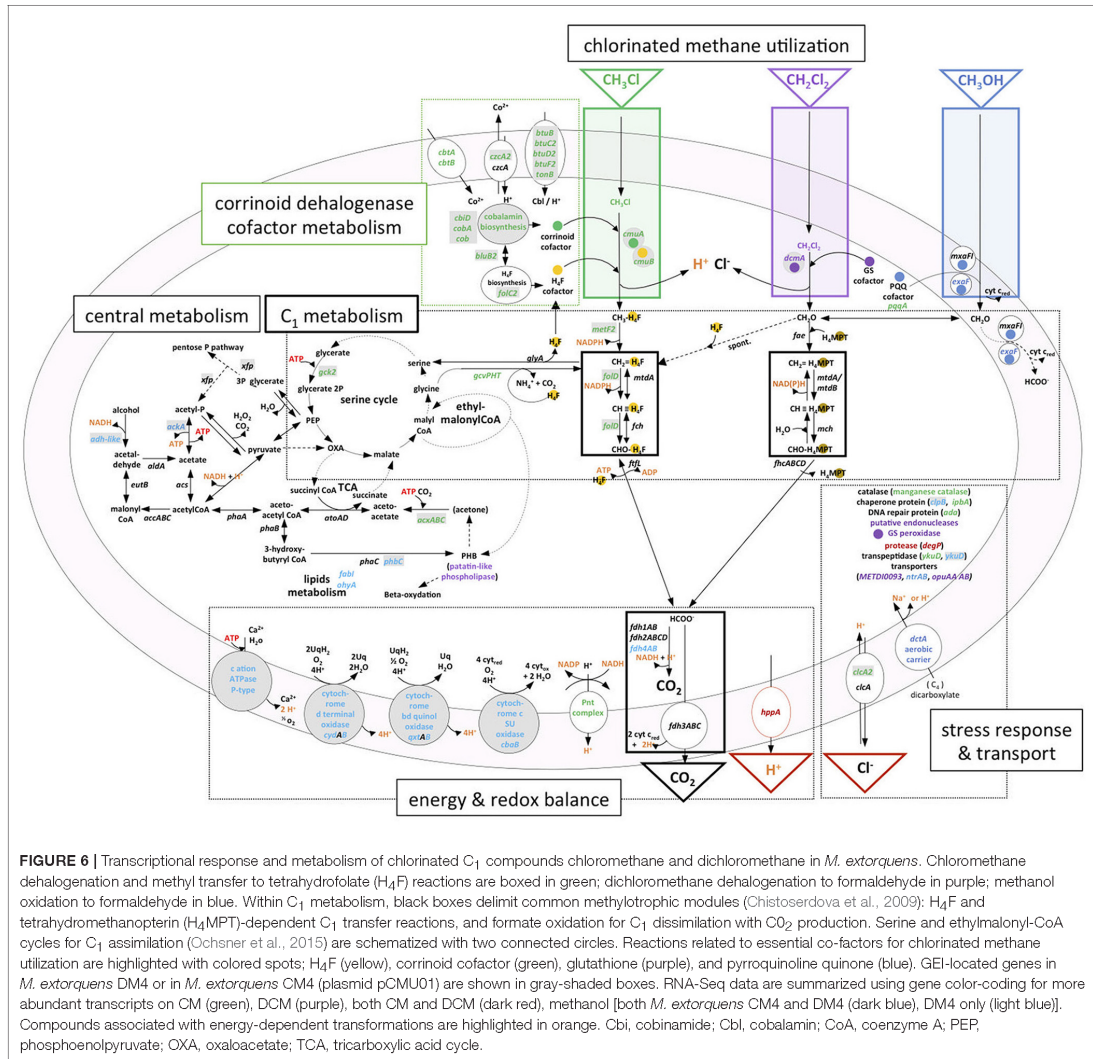 chlorinated methane utilization
CH3Cl
CH2Cl2
CH3OH
Co2+
cbtA
cbtB
czcA2
czcA
btuB
btuC2
btuD2
btuF2
tonB
Co2+
H+
Cbl / H+
corrinoid dehalogenase
cofactor metabolism
cbiD
cobA
cob
cobalamin
biosynthesis
corrinoid
cofactor
bluB2
H4F
biosynthesis
folC2
H4F
cofactor
CH3Cl
cmuA
cmuB
H+ Cl-
CH2Cl2
dcmA
GS
cofactor
PQQ
cofactor
pqqA
mxaFI
exaF
cyt cred
CH2O
mxaFI
exaF
cyt cred
HCOO-
central metabolism
C1 metabolism
pentose P pathway
xfp
xfp
3P glycerate
acetyl-P
H2O2
CO2
H2O
alcohol
NADH
adh-like
acetal-
dehyde
aldA
ackA
ATP
ATP
acetate
eutB
acs
NADH + H+
pyruvate
malonyl
CoA
accABC
acetylCoA
phaA
aceto-
acetyl CoA
phaB
3-hydroxy-
butyryl CoA
atoAD
aceto-
acetate
ATP CO2
acxABC
(acetone)
phaC
phbC
PHB
(patatin-like
phospholipase)
lipids
metabolism
fabI
ohyA
Beta-oxydation
ATP
glycerate
gck2
glycerate 2P
PEP
OXA
serine cycle
serine
glycine
malyl
CoA
malate
ethyl-
malonylCoA
succinyl CoA
TCA
succinate
H4F
glyA
gcvPHT
NH4+ + CO2
H4F
CH3-H4F
metF2
NADPH
CH2= H4F
folD
NADPH
mtdA
CH≡H4F
folD
fch
CHO-H4F
ATP
ftfL
ADP
H4F
H4F
spont.
CH2O
fae
H4MPT
CH2= H4MPT
NAD[P]H
mtdA/
mtdB
CH≡H4MPT
H2O
mch
CHO-H4MPT
fhcABCD
H4MPT
catalase (manganese catalase)
chaperone protein (clpB, ipbA)
DNA repair protein (ada)
putative endonucleases
GS peroxidase
protease (degP)
transpeptidase (ykuD, ykuD)
transporters
(METDI0093, ntrAB, opuAA AB)
Na+ or H+
H+
dctA
aerobic
carrier
(C4)
dicarboxylate
clcA2
clcA
Cl-
stress response
& transport
ATP
Ca2+
H2o
c ation
ATPase
P-type
Ca2+
2 H+
½ o2
2UqH2
O2
4H+
2Uq
2H2O
cytoch-
rome
d terminal
oxidase
cydAB
4H+
UqH2
½ O2
4H+
Uq
H2O
cytoch-
rome
bd quinol
oxidase
qxtAB
4H+
4 cytred
O2
4H+
4 cytox
+ 2 H2O
cytoch-
rome c
SU
oxidase
cbaB
NADP
H+
NADH
Pnt
complex
H+
HCOO-
fdh1AB
fdh2ABCD
fdh4AB
NADH + H+
CO2
fdh3ABC
2 cyt cred
+ 2H
CO2
hppA
H+
energy & redox balance
FIGURE 6 | Transcriptional response and metabolism of chlorinated C1 compounds chloromethane and dichloromethane in M. extorquens. Chloromethane
dehalogenation and methyl transfer to tetrahydrofolate (H4F) reactions are boxed in green; dichloromethane dehalogenation to formaldehyde in purple; methanol
oxidation to formaldehyde in blue. Within C1 metabolism, black boxes delimit common methylotrophic modules (Chistoserdova et al., 2009): H4F and
tetrahydromethanopterin (H4MPT)-dependent C1 transfer reactions, and formate oxidation for C1 dissimilation with C02 production. Serine and ethylmalonyl-CoA
cycles for C1 assimilation (Ochsner et al., 2015) are schematized with two connected circles. Reactions related to essential co-factors for chlorinated methane
utilization are highlighted with colored spots; H4F (yellow), corrinoid cofactor (green), glutathione (purple), and pyrroquinoline quinone (blue). GEI-located genes in
M. extorquens DM4 or in M. extorquens CM4 (plasmid pCMU01) are shown in gray-shaded boxes. RNA-Seq data are summarized using gene color-coding for more
abundant transcripts on CM (green), DCM (purple), both CM and DCM (dark red), methanol [both M. extorquens CM4 and DM4 (dark blue), DM4 only (light blue)].
Compounds associated with energy-dependent transformations are highlighted in orange. Cbi, cobinamide; Cbl, cobalamin; CoA, coenzyme A; PEP,
phosphoenolpyruvate; OXA, oxaloacetate; TCA, tricarboxylic acid cycle.